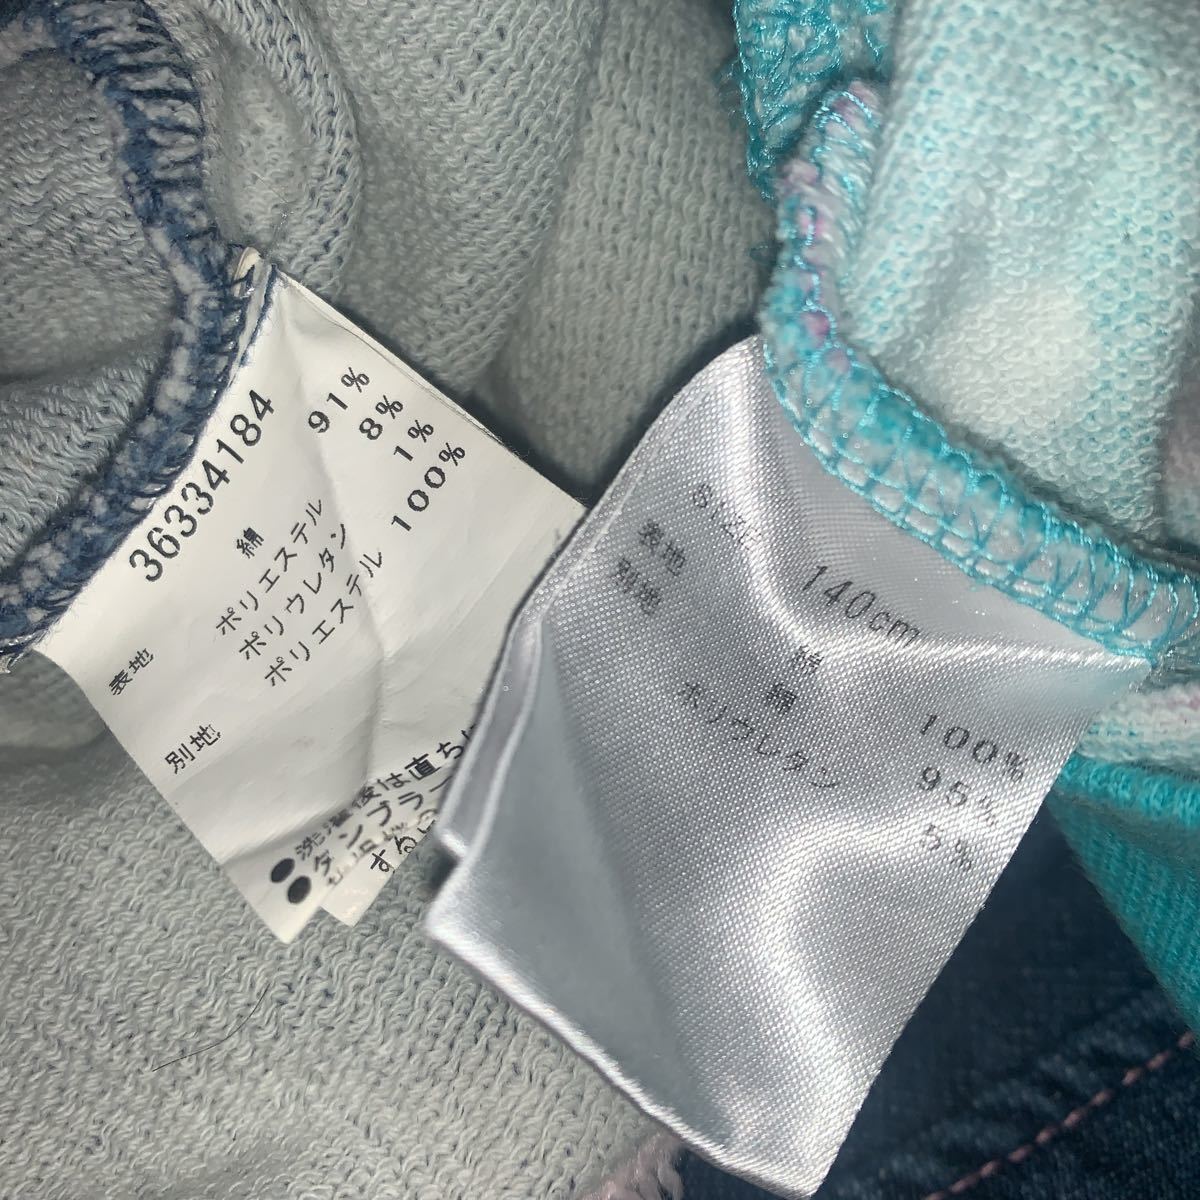 36334184
表地 綿 91%
ポリエステル 8%
ポリウレタン 1%
別地 ポリエステル 100%
●洗濯後は直ち
●タンブラー
する
140cm
表地 綿 100%
別地 綿 95%
ポリウレタン 5%